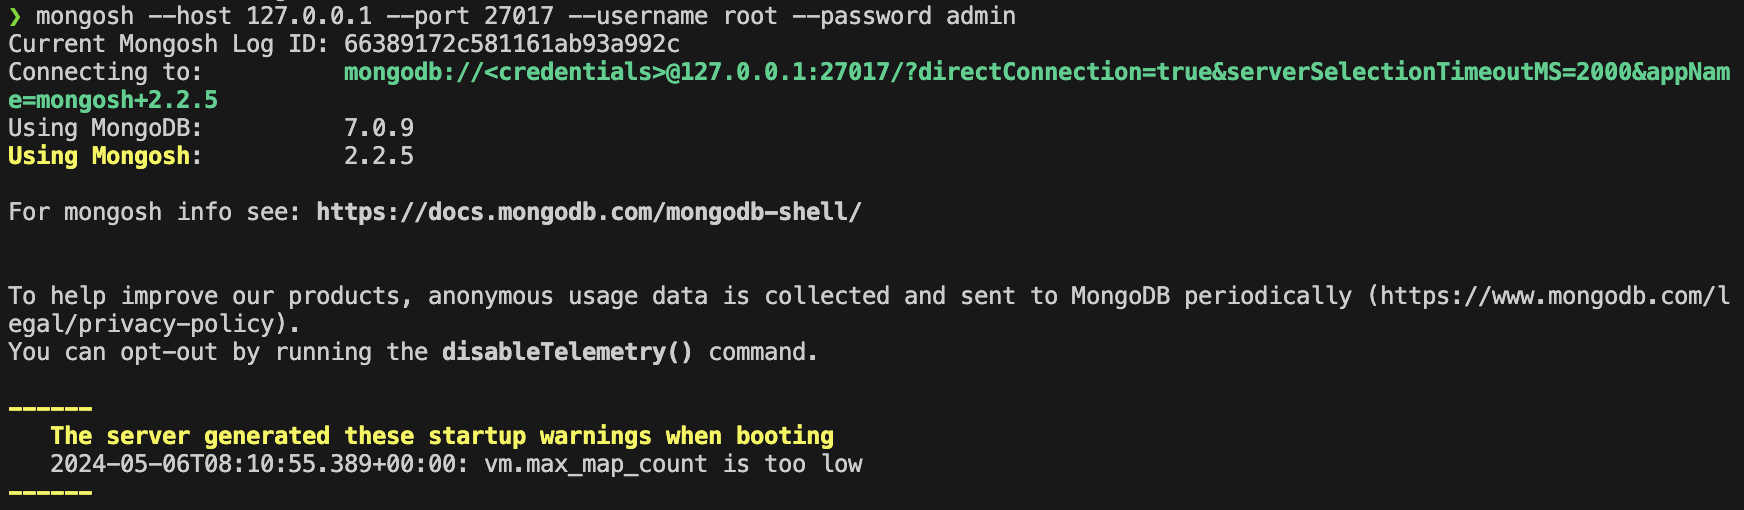 ❯ mongosh --host 127.0.0.1 --port 27017 --username root --password admin
Current Mongosh Log ID: 66389172c581161ab93a992c
Connecting to: mongodb://<credentials>@127.0.0.1:27017/?directConnection=true&serverSelectionTimeoutMS=2000&appNam
e=mongosh+2.2.5
Using MongoDB: 7.0.9
Using Mongosh: 2.2.5
For mongosh info see: https://docs.mongodb.com/mongodb-shell/
To help improve our products, anonymous usage data is collected and sent to MongoDB periodically (https://www.mongodb.com/l
egal/privacy-policy).
You can opt-out by running the disableTelemetry() command.
------
The server generated these startup warnings when booting
2024-05-06T08:10:55.389+00:00: vm.max_map_count is too low
------